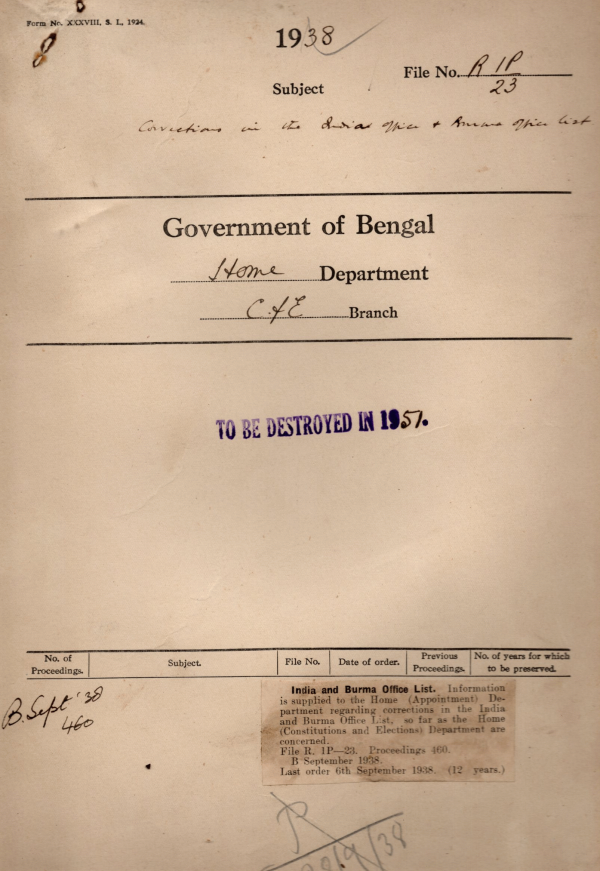 Form No. XXXVIII, S. L., 1924.
1938
File No. R 1P
23
Subject
Corrections in the India office & Burma office list
Government of Bengal
Home Department
C & E Branch
TO BE DESTROYED IN 1951.
No. of Proceedings. Subject. File No. Date of order. Previous Proceedings. No. of years for which to be preserved.
B. Sept '38
460
India and Burma Office List. Information
is supplied to the Home (Appointment) De-
partment regarding corrections in the India
and Burma Office List, so far as the Home
(Constitutions and Elections) Department are
concerned.
File R. 1P—23. Proceedings 460.
B September 1938.
Last order 6th September 1938. (12 years.)
R
28/9/38